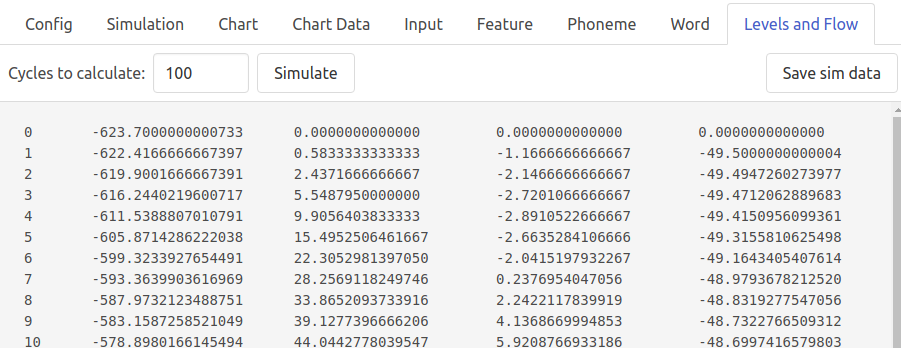 Config Simulation Chart Chart Data Input Feature Phoneme Word Levels and Flow
Cycles to calculate: 100 Simulate Save sim data
0 -623.7000000000733 0.0000000000000 0.0000000000000 0.0000000000000
1 -622.4166666667397 0.5833333333333 -1.1666666666667 -49.5000000000004
2 -619.9001666667391 2.4371666666667 -2.1466666666667 -49.4947260273977
3 -616.2440219600717 5.5487950000000 -2.7201066666667 -49.4712062889683
4 -611.5388807010791 9.9056403833333 -2.8910522666667 -49.4150956099361
5 -605.8714286222038 15.4952506461667 -2.6635284106666 -49.3155810625498
6 -599.3233927654491 22.3052981397050 -2.0415197932267 -49.1643405407614
7 -593.3639903616969 28.2569118249746 0.2376954047056 -48.9793678212520
8 -587.9732123488751 33.8652093733916 2.2422117839919 -48.8319277547056
9 -583.1587258521049 39.1277396666206 4.1368669994853 -48.7322766509312
10 -578.8980166145494 44.0442778039547 5.9208766933186 -48.6997416579803